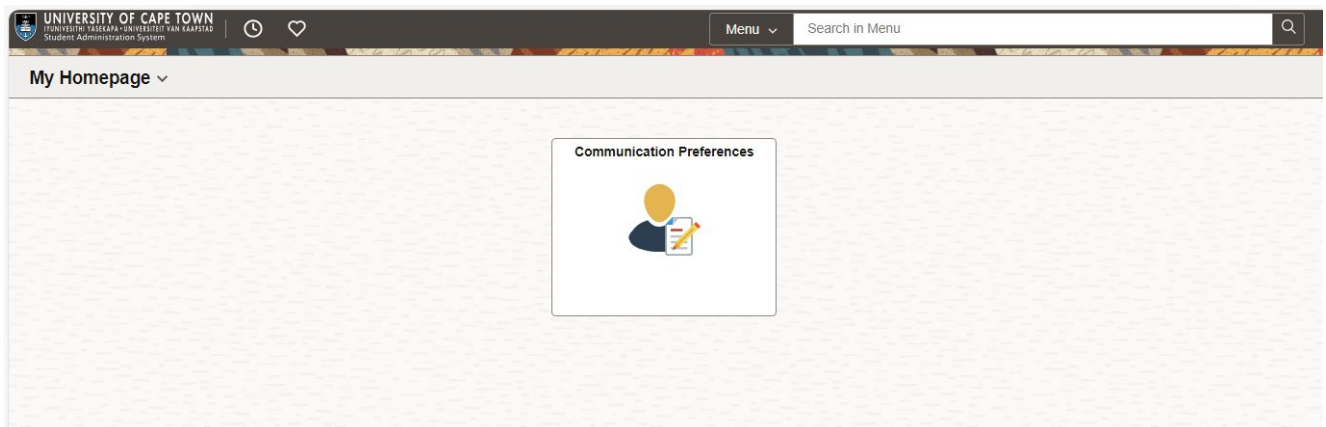 UNIVERSITY OF CAPE TOWN
IYUNIVESITHI YASEKAPA • UNIVERSITEIT VAN KAAPSTAD
Student Administration System
Menu
Search in Menu
My Homepage
Communication Preferences